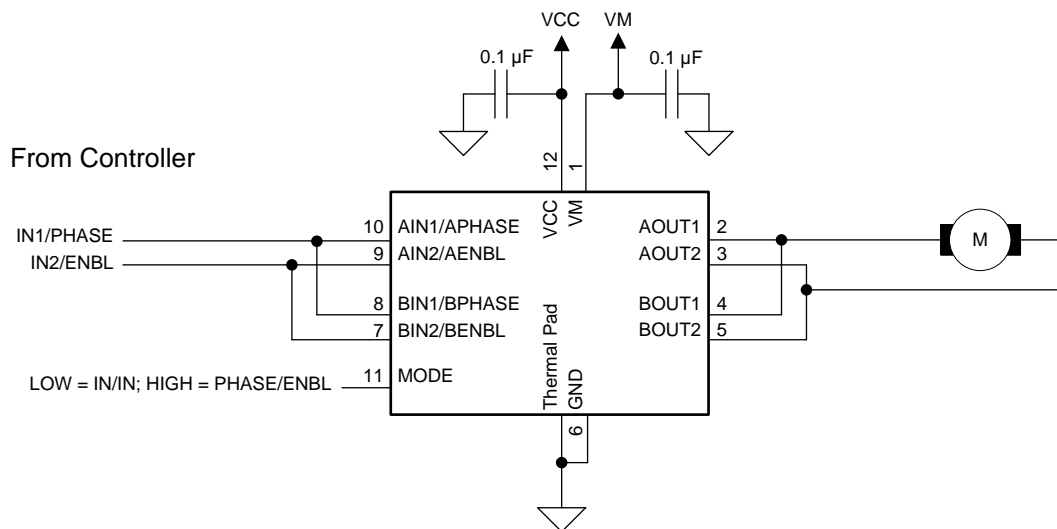 VCC
VM
0.1 µF
0.1 µF
From Controller
12
1
VCC
VM
IN1/PHASE
10
AIN1/APHASE
AOUT1
2
M
IN2/ENBL
9
AIN2/AENBL
AOUT2
3
8
BIN1/BPHASE
BOUT1
4
7
BIN2/BENBL
BOUT2
5
LOW = IN/IN; HIGH = PHASE/ENBL
11
MODE
Thermal Pad
GND
6